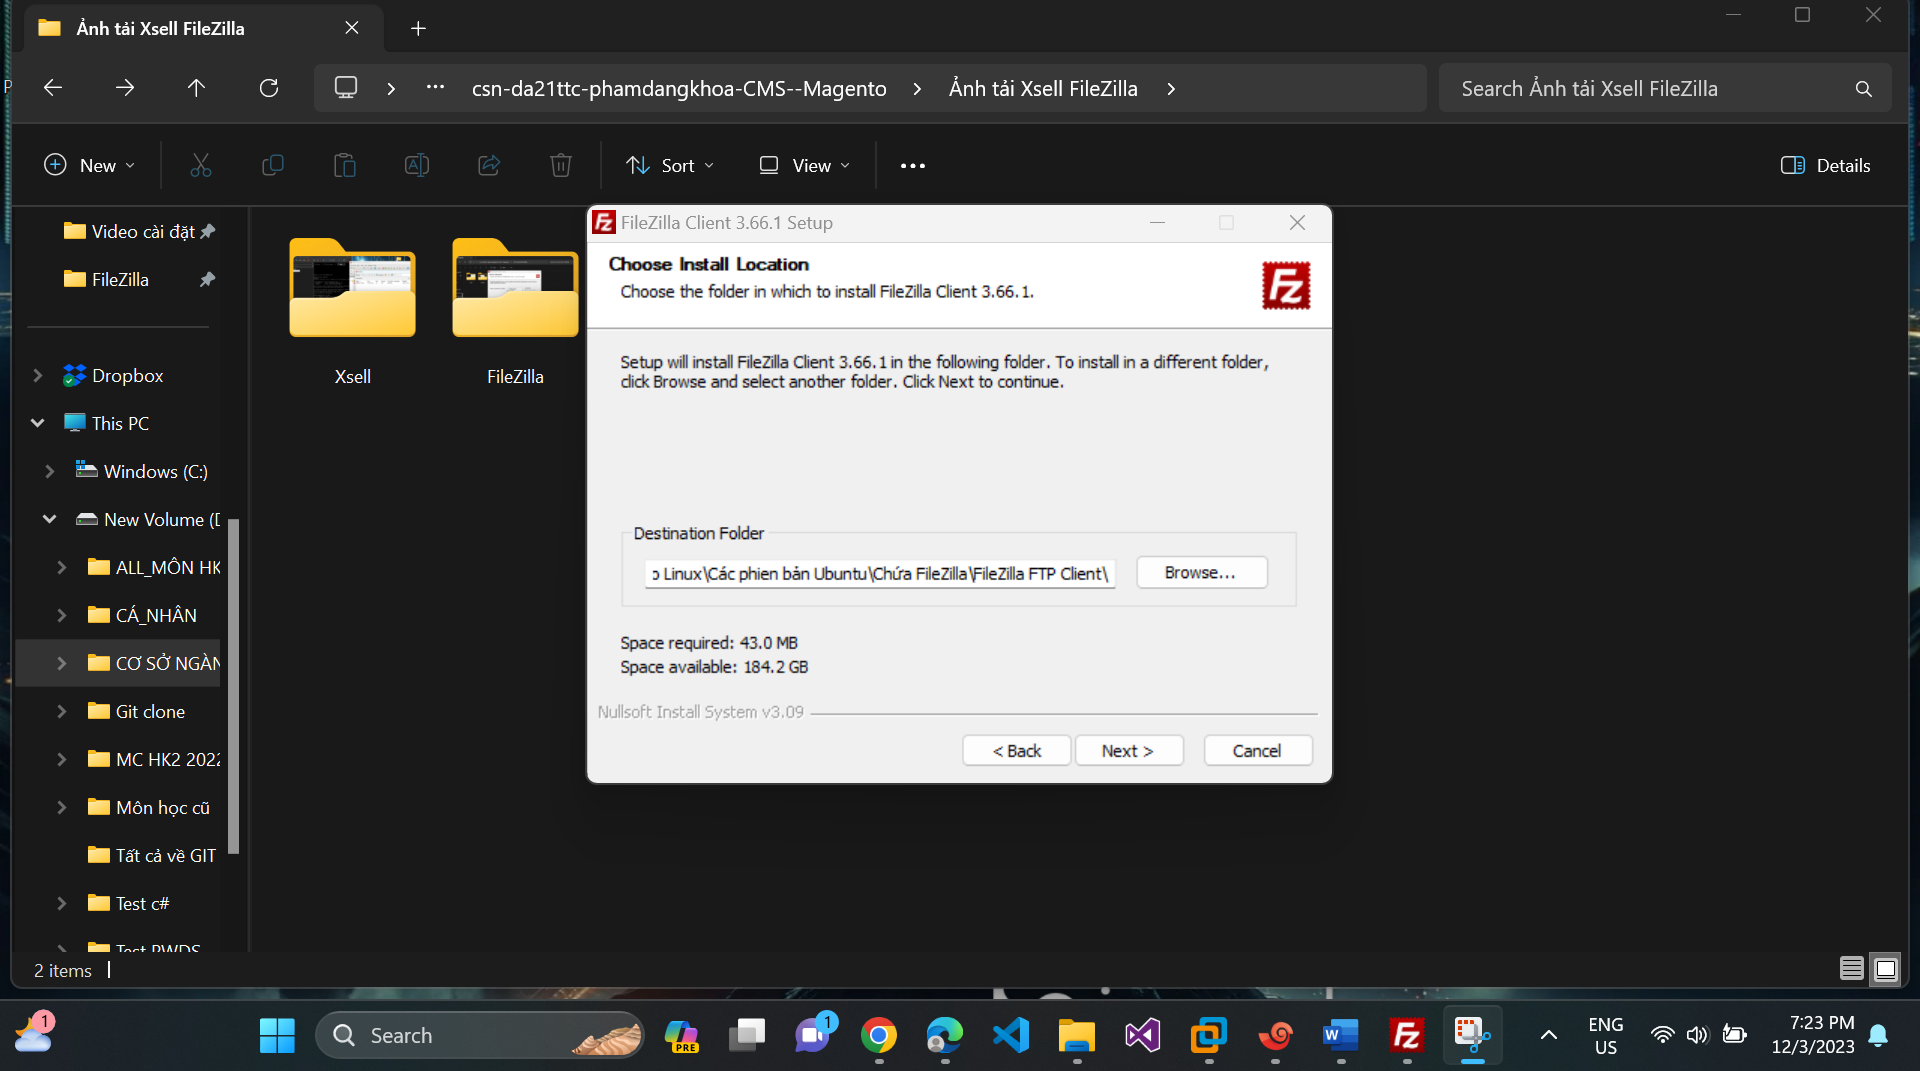 Ảnh tải Xsell FileZilla
csn-da21ttc-phamdangkhoa-CMS--Magento
Ảnh tải Xsell FileZilla
Search Ảnh tải Xsell FileZilla
New
Sort
View
Details
Video cài đặt
FileZilla
Dropbox
This PC
Windows (C:)
New Volume (D
ALL_MÔN HK
CÁ_NHÂN
CƠ SỞ NGÀN
Git clone
MC HK2 2022
Môn học cũ
Tất cả về GIT
Test c#
Test PWDS
Xsell
FileZilla
FileZilla Client 3.66.1 Setup
Choose Install Location
Choose the folder in which to install FileZilla Client 3.66.1.
Setup will install FileZilla Client 3.66.1 in the following folder. To install in a different folder,
click Browse and select another folder. Click Next to continue.
Destination Folder
o Linux\Các phien bản Ubuntu\Chứa FileZilla\FileZilla FTP Client\
Browse...
Space required: 43.0 MB
Space available: 184.2 GB
Nullsoft Install System v3.09
< Back
Next >
Cancel
2 items
1
Search
PRE
1
ENG
US
7:23 PM
12/3/2023